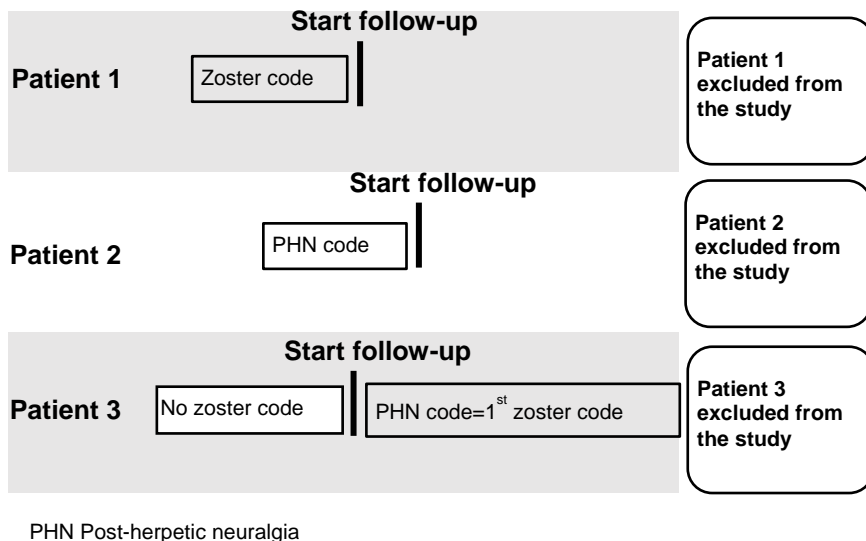 Start follow-up
Patient 1
Zoster code
Patient 1
excluded from
the study
Start follow-up
Patient 2
PHN code
Patient 2
excluded from
the study
Start follow-up
Patient 3
No zoster code
PHN code=1st zoster code
Patient 3
excluded from
the study
PHN Post-herpetic neuralgia